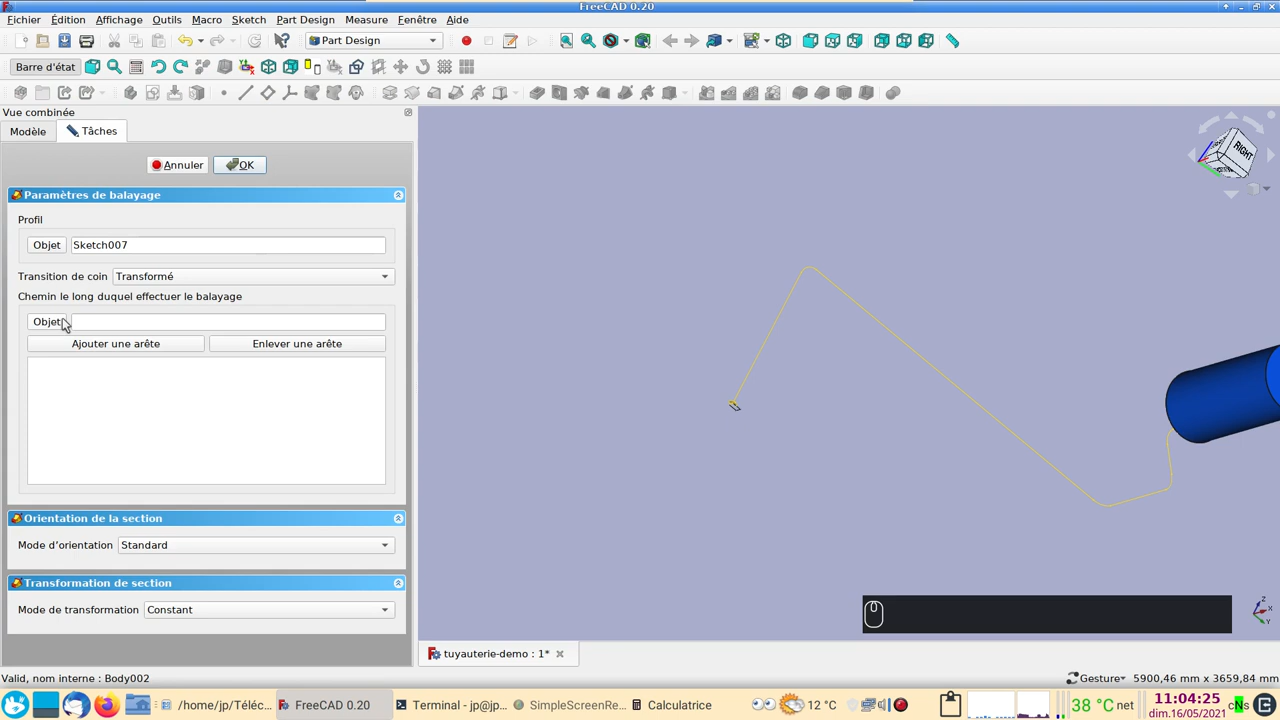 FreeCAD 0.20
Fichier Édition Affichage Outils Macro Sketch Part Design Measure Fenêtre Aide
Part Design
Barre d'état
Vue combinée
Modèle Tâches
Annuler OK
Paramètres de balayage
Profil
Objet Sketch007
Transition de coin Transformé
Chemin le long duquel effectuer le balayage
Objet
Ajouter une arête Enlever une arête
Orientation de la section
Mode d'orientation Standard
Transformation de section
Mode de transformation Constant
RIGHT
Z
X
tuyauterie-demo : 1*
Valid, nom interne : Body002
Gesture 5900,46 mm x 3659,84 mm
/home/jp/Téléc... FreeCAD 0.20 Terminal - jp@jp... SimpleScreenRe... Calculatrice
12 °C
38 °C net
11:04:25
dim.16/05/2021
cNs